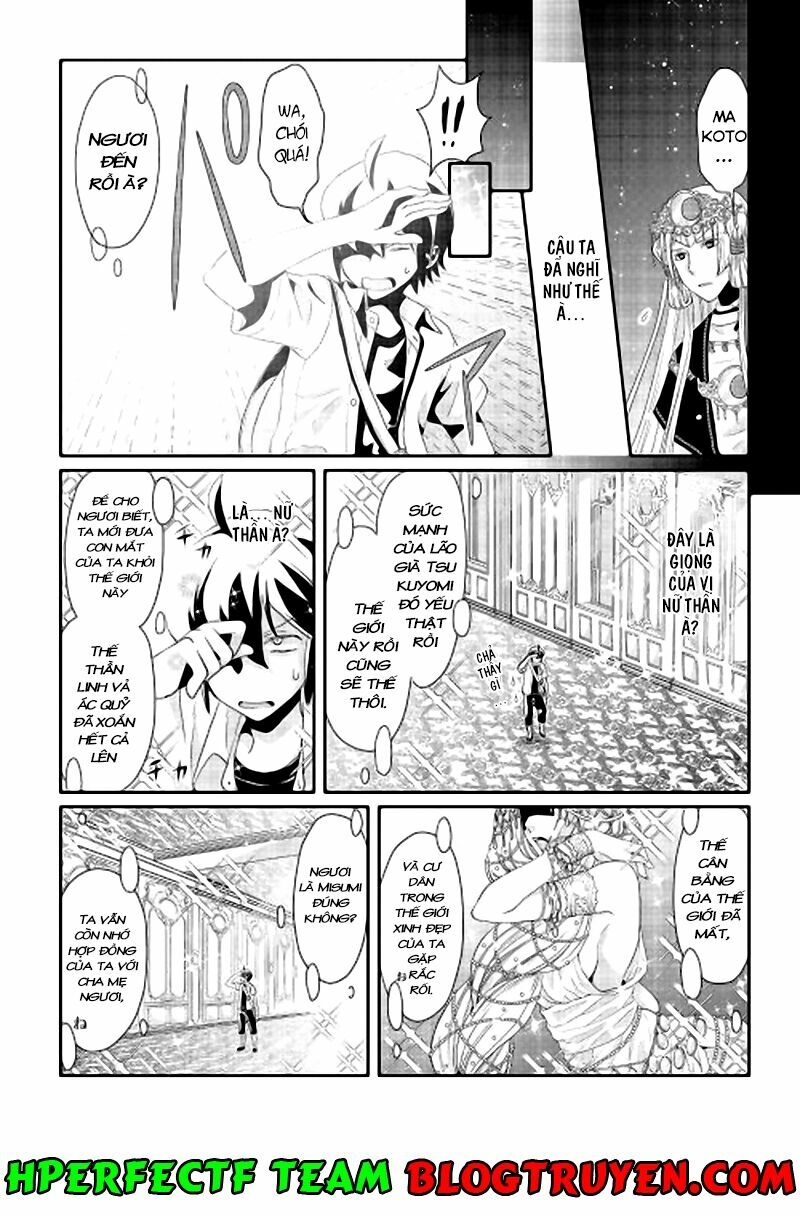 MA
KOTO
...
CẬU TA
ĐÃ NGHĨ
NHƯ THẾ
À...
!!
WA,
CHÓI
QUÁ!
NGƯƠI
ĐẾN
RỒI À?
ĐÂY LÀ
GIỌNG
CỦA VỊ
NỮ THẦN
À?
CHẢ
THẤY
GÌ
...
SỨC
MẠNH
CỦA LÃO
GIÀ TSU
KUYOMI
ĐÓ YẾU
THẬT
RỒI
THẾ
GIỚI
NÀY RỒI
CŨNG
SẼ THẾ
THÔI.
LÀ... NỮ
THẦN À?
ĐỂ CHO
NGƯƠI BIẾT,
TA MỚI ĐƯA
CON MẮT
CỦA TA KHỎI
THẾ GIỚI
NÀY
THẾ
THẦN
LINH VÀ
ÁC QUỶ
ĐÃ XOẮN
HẾT CẢ
LÊN
THẾ
CÂN
BẰNG
CỦA THẾ
GIỚI ĐÃ
MẤT,
VÀ CƯ
DÂN
TRONG
THẾ GIỚI
XINH ĐẸP
CỦA TA
GẶP
RẮC
RỐI.
NGƯƠI
LÀ MISUMI
ĐÚNG
KHÔNG?
TA VẪN
CÒN NHỚ
HỢP ĐỒNG
CỦA TA VỚI
CHA MẸ
NGƯƠI,
ね
HPERFECTF TEAM BLOGTRUYEN.COM